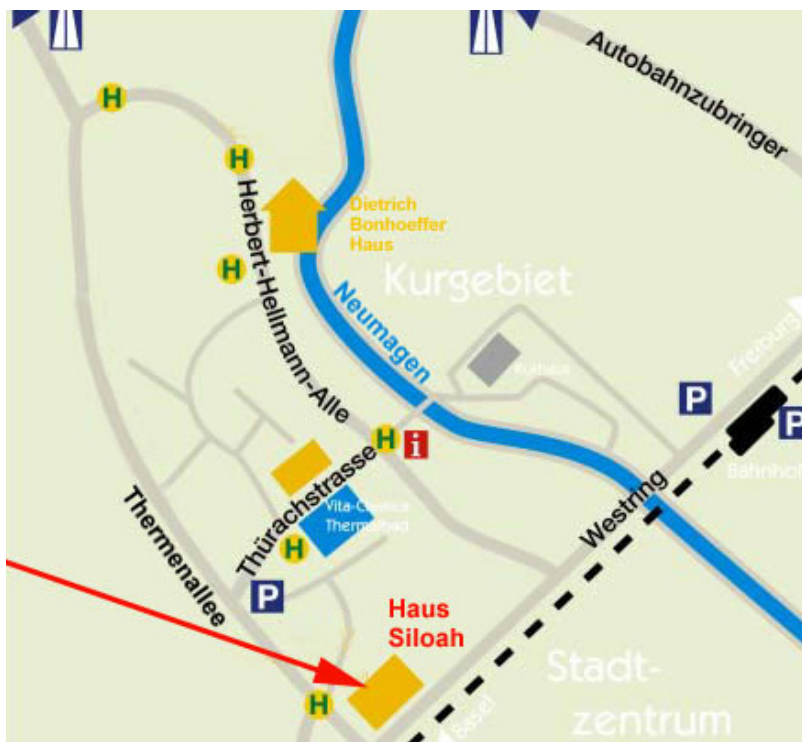 Autobahnzubringer
H
H
Dietrich
Bonhoeffer
Haus
H
Herbert-Hellmann-Alle
Kurgebiet
Neumagen
Freiburg
Kurhaus
P
P
H
i
Bahnhof
Thürachstrasse
Vita-Classica
Thermalbad
Westring
H
Thermenallee
P
Haus
Siloah
H
Stadt-
zentrum
Basel